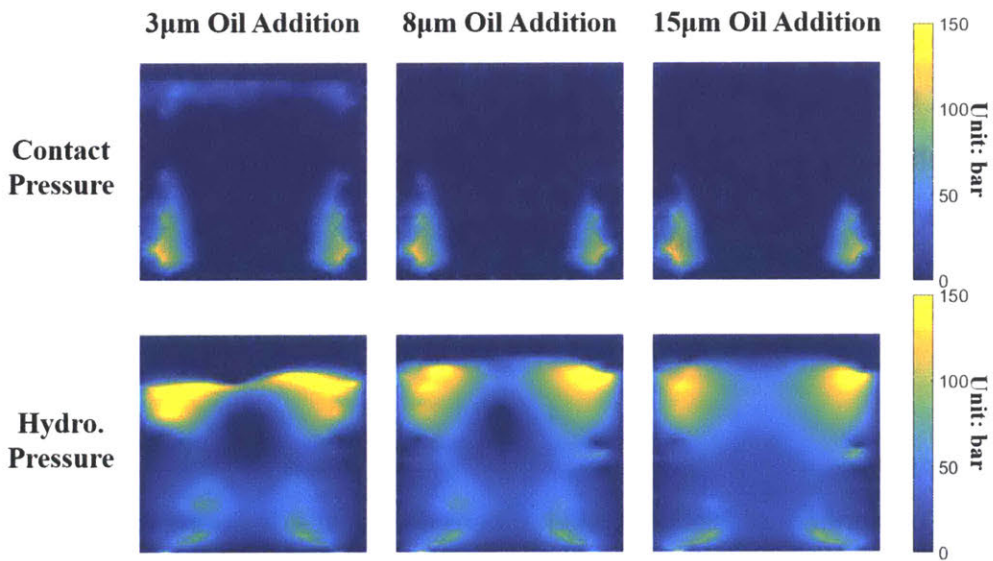 3μm Oil Addition 8μm Oil Addition 15μm Oil Addition
Contact
Pressure
150
100
50
0
Unit: bar
Hydro.
Pressure
150
100
50
0
Unit: bar